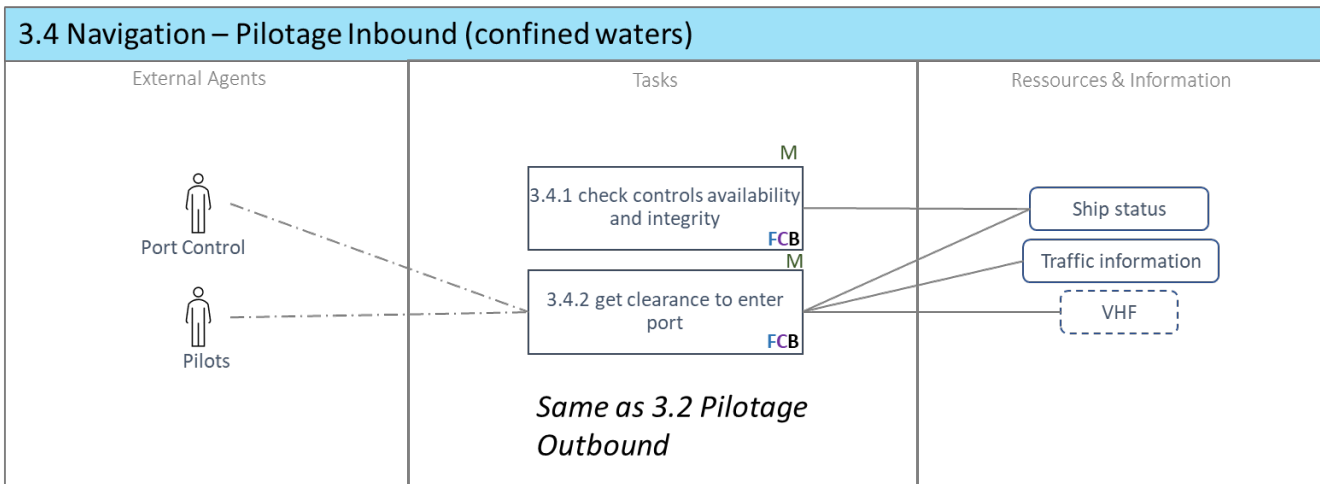 3.4 Navigation – Pilotage Inbound (confined waters)
External Agents
Tasks
Ressources & Information
M
3.4.1 check controls availability
and integrity
FCB
Port Control
Ship status
M
3.4.2 get clearance to enter
port
FCB
Traffic information
VHF
Pilots
Same as 3.2 Pilotage
Outbound